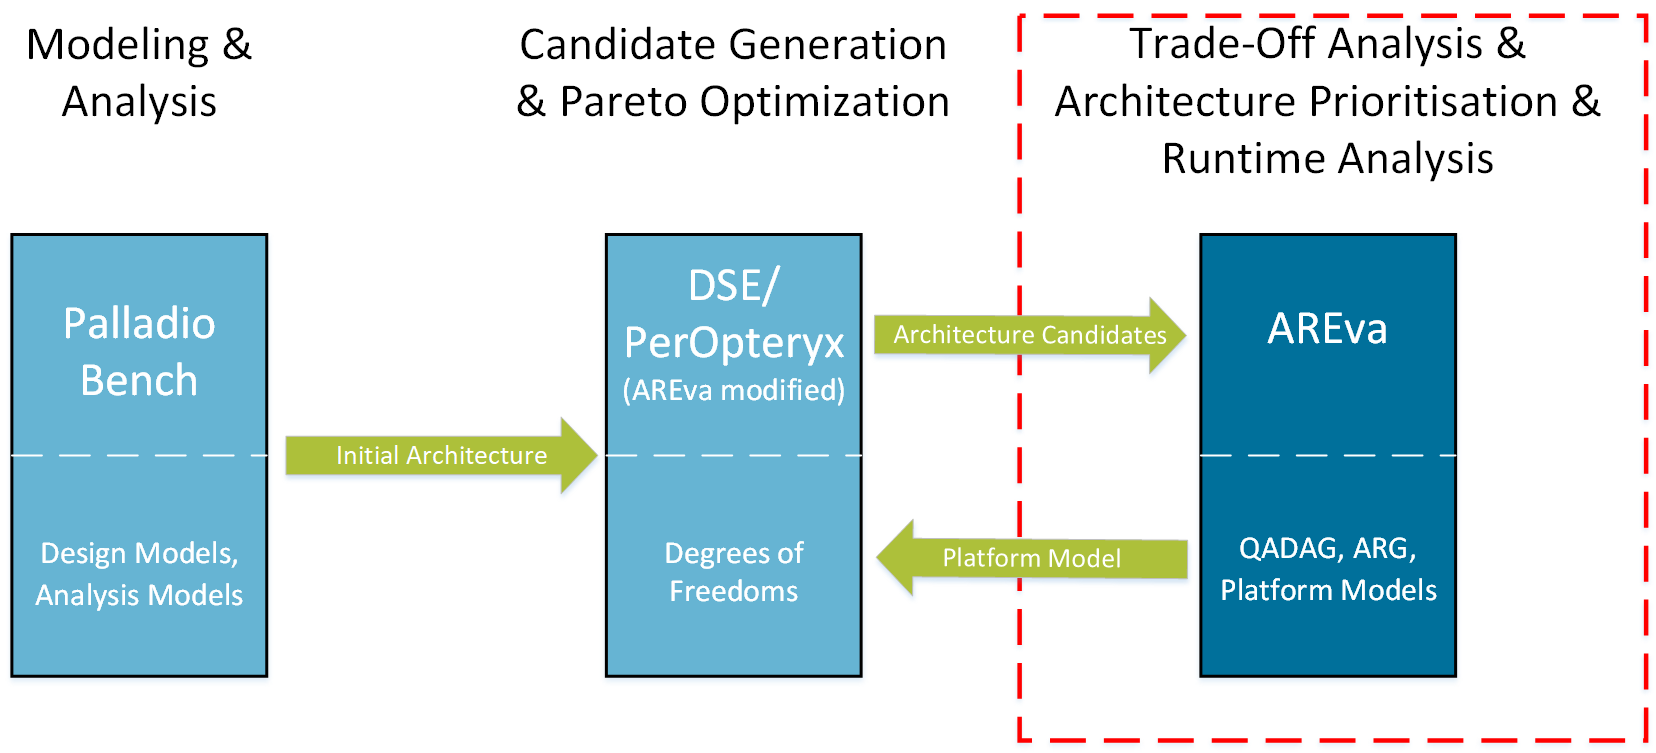 Modeling &
Analysis
Candidate Generation
& Pareto Optimization
Trade-Off Analysis &
Architecture Prioritisation &
Runtime Analysis
Palladio
Bench
Design Models,
Analysis Models
Initial Architecture
DSE/
PerOpteryx
(AREva modified)
Degrees of
Freedoms
Architecture Candidates
Platform Model
AREva
QADAG, ARG,
Platform Models